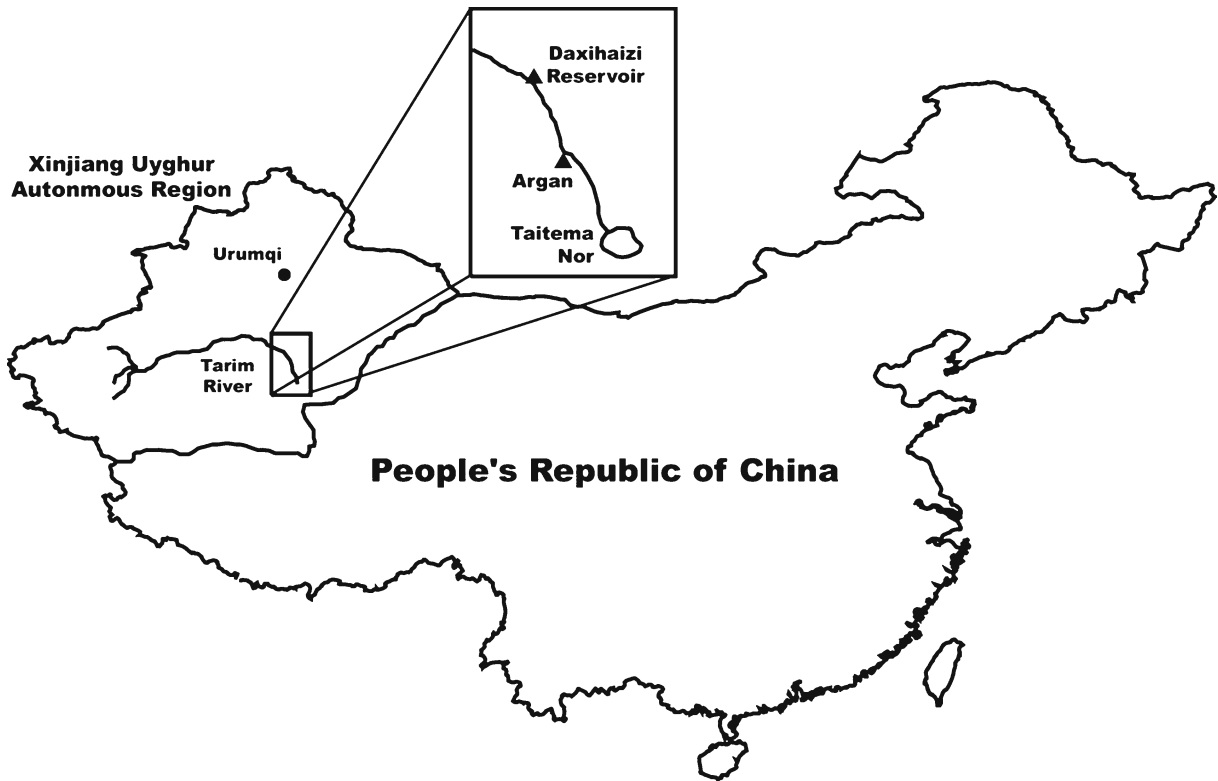 Daxihaizi
Reservoir
Argan
Taitema
Nor
Xinjiang Uyghur
Autonmous Region
Urumqi
Tarim
River
People's Republic of China